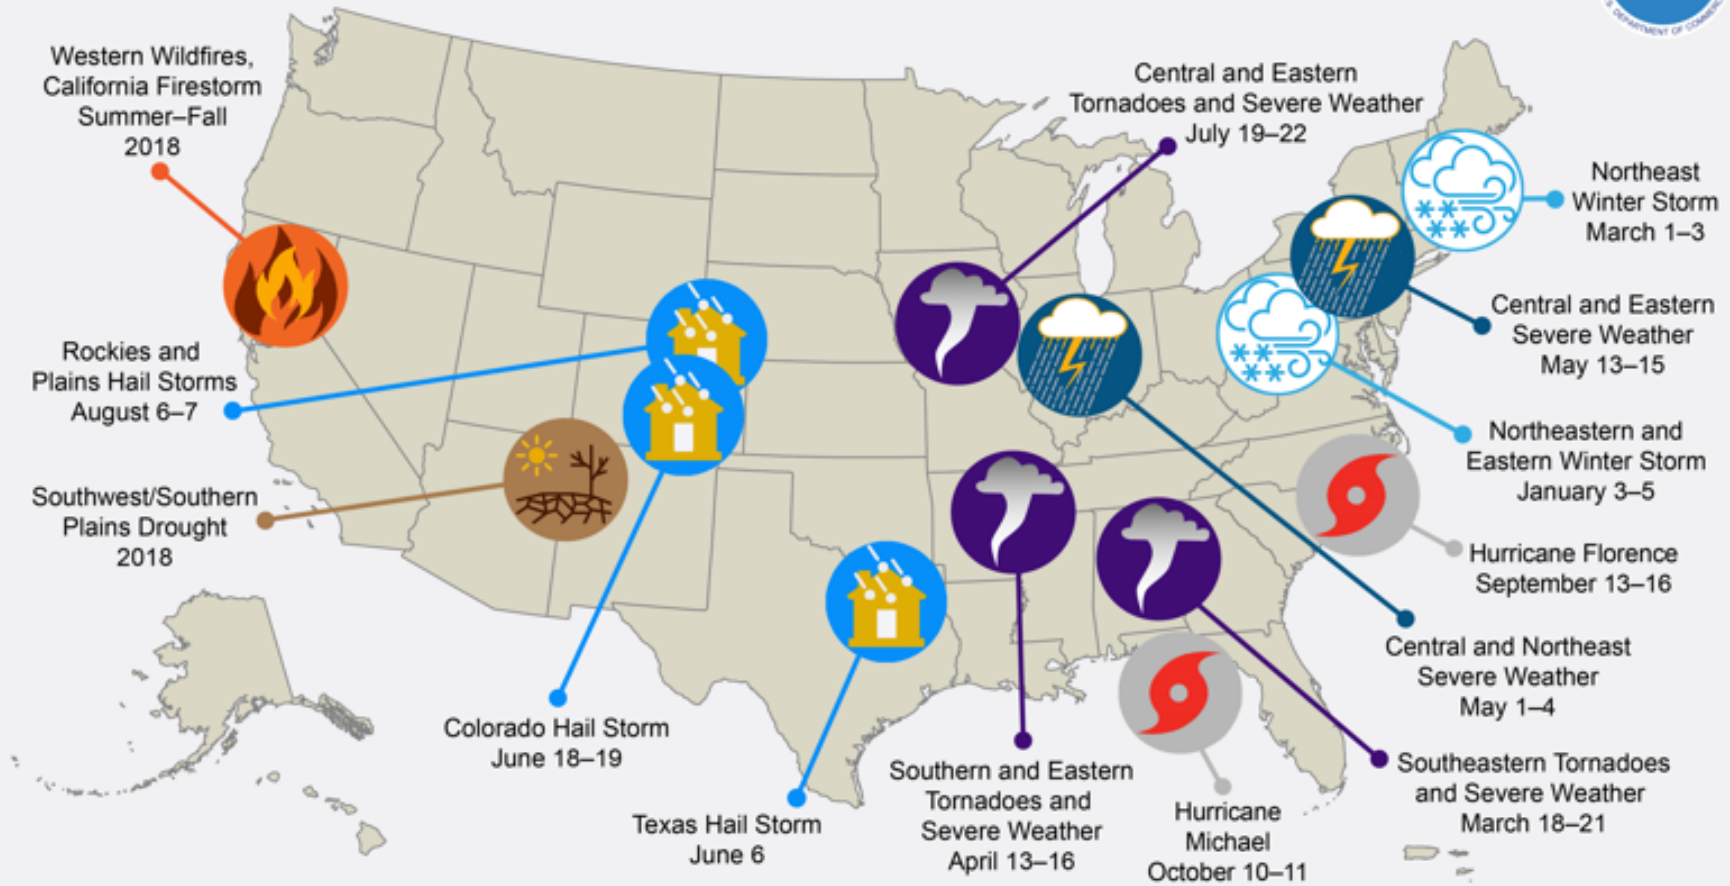 DEPARTMENT OF COMMERCE
Western Wildfires,
California Firestorm
Summer–Fall
2018
Central and Eastern
Tornadoes and Severe Weather
July 19–22
Northeast
Winter Storm
March 1–3
Central and Eastern
Severe Weather
May 13–15
Rockies and
Plains Hail Storms
August 6–7
Northeastern and
Eastern Winter Storm
January 3–5
Southwest/Southern
Plains Drought
2018
Hurricane Florence
September 13–16
Central and Northeast
Severe Weather
May 1–4
Colorado Hail Storm
June 18–19
Southern and Eastern
Tornadoes and
Severe Weather
April 13–16
Southeastern Tornadoes
and Severe Weather
March 18–21
Texas Hail Storm
June 6
Hurricane
Michael
October 10–11